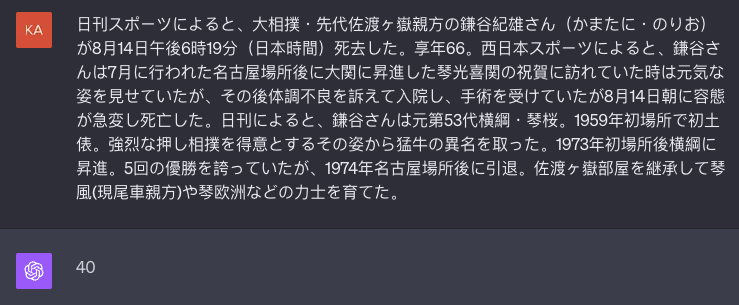 KA
日刊スポーツによると、大相撲・先代佐渡ヶ嶽親方の鎌谷紀雄さん（かまたに・のりお）
が8月14日午後6時19分（日本時間）死去した。享年66。西日本スポーツによると、鎌谷さ
んは7月に行われた名古屋場所後に大関に昇進した琴光喜関の祝賀に訪れていた時は元気な
姿を見せていたが、その後体調不良を訴えて入院し、手術を受けていたが8月14日朝に容態
が急変し死亡した。日刊によると、鎌谷さんは元第53代横綱・琴桜。1959年初場所で初土
俵。強烈な押し相撲を得意とするその姿から猛牛の異名を取った。1973年初場所後横綱に
昇進。5回の優勝を誇っていたが、1974年名古屋場所後に引退。佐渡ヶ嶽部屋を継承して琴
風(現尾車親方)や琴欧洲などの力士を育てた。
40